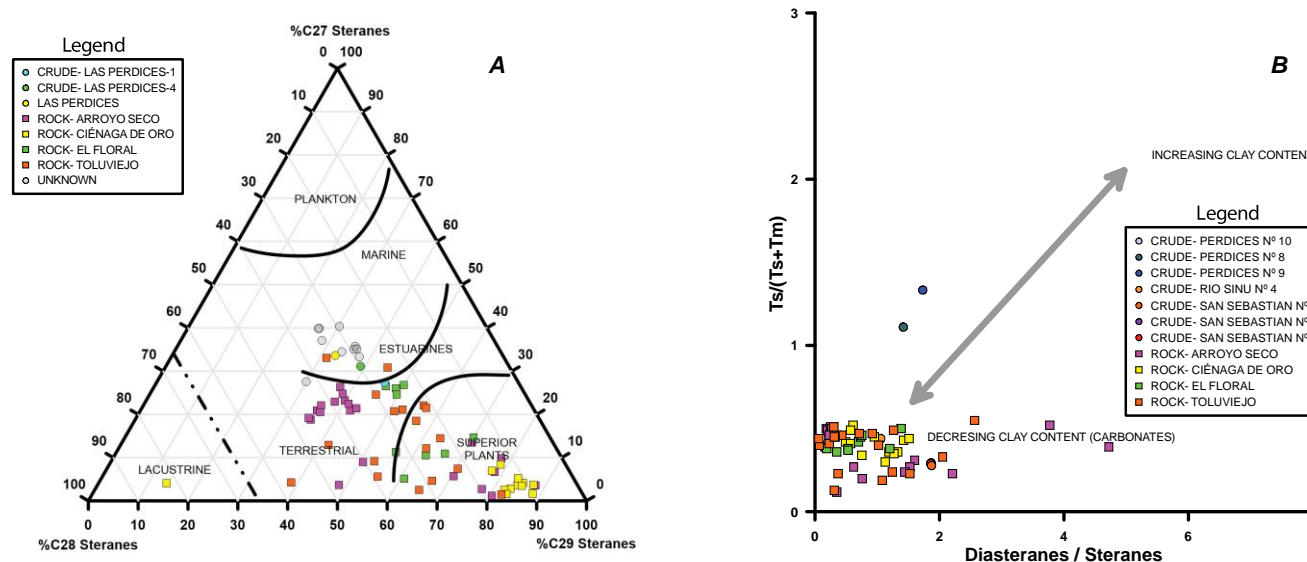 %C27 Steranes
A
Legend
CRUDE- LAS PERDICES-1
CRUDE- LAS PERDICES-4
LAS PERDICES
ROCK- ARROYO SECO
ROCK- CIÉNAGA DE ORO
ROCK- EL FLORAL
ROCK- TOLUVIEJO
UNKNOWN
0 100
10 90
20 80
30 70
40 60
50 50
60 40
70 30
80 20
90 10
100 0
PLANKTON
MARINE
ESTUARINES
TERRESTRIAL
SUPERIOR
PLANTS
LACUSTRINE
0 10 20 30 40 50 60 70 80 90 100
%C28 Steranes %C29 Steranes
B
3
2
1
0
Ts/(Ts+Tm)
INCREASING CLAY CONTEN
DECRESING CLAY CONTENT (CARBONATES)
Legend
CRUDE- PERDICES Nº 10
CRUDE- PERDICES Nº 8
CRUDE- PERDICES Nº 9
CRUDE- RIO SINU Nº 4
CRUDE- SAN SEBASTIAN Nº
CRUDE- SAN SEBASTIAN Nº
CRUDE- SAN SEBASTIAN Nº
ROCK- ARROYO SECO
ROCK- CIÉNAGA DE ORO
ROCK- EL FLORAL
ROCK- TOLUVIEJO
0 2 4 6
Diasteranes / Steranes